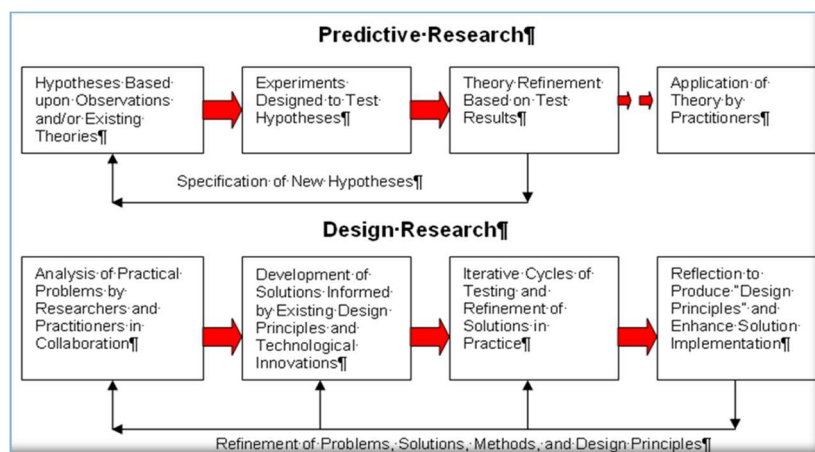 Predictive·Research¶
Hypotheses·Based·
upon·Observations·
and/or·Existing·
Theories¶
Experiments·
Designed·to·Test·
Hypotheses¶
Theory·Refinement·
Based·on·Test·
Results¶
Application·of·
Theory·by·
Practitioners¶
Specification·of·New·Hypotheses¶
Design·Research¶
Analysis·of·Practical·
Problems·by·
Researchers·and·
Practitioners·in·
Collaboration¶
Development·of·
Solutions·Informed·
by·Existing·Design·
Principles·and·
Technological·
Innovations¶
Iterative·Cycles·of·
Testing·and·
Refinement·of·
Solutions·in·
Practice¶
Reflection·to·
Produce·"Design·
Principles"·and·
Enhance·Solution·
Implementation¶
Refinement·of·Problems,·Solutions,·Methods,·and·Design·Principles¶